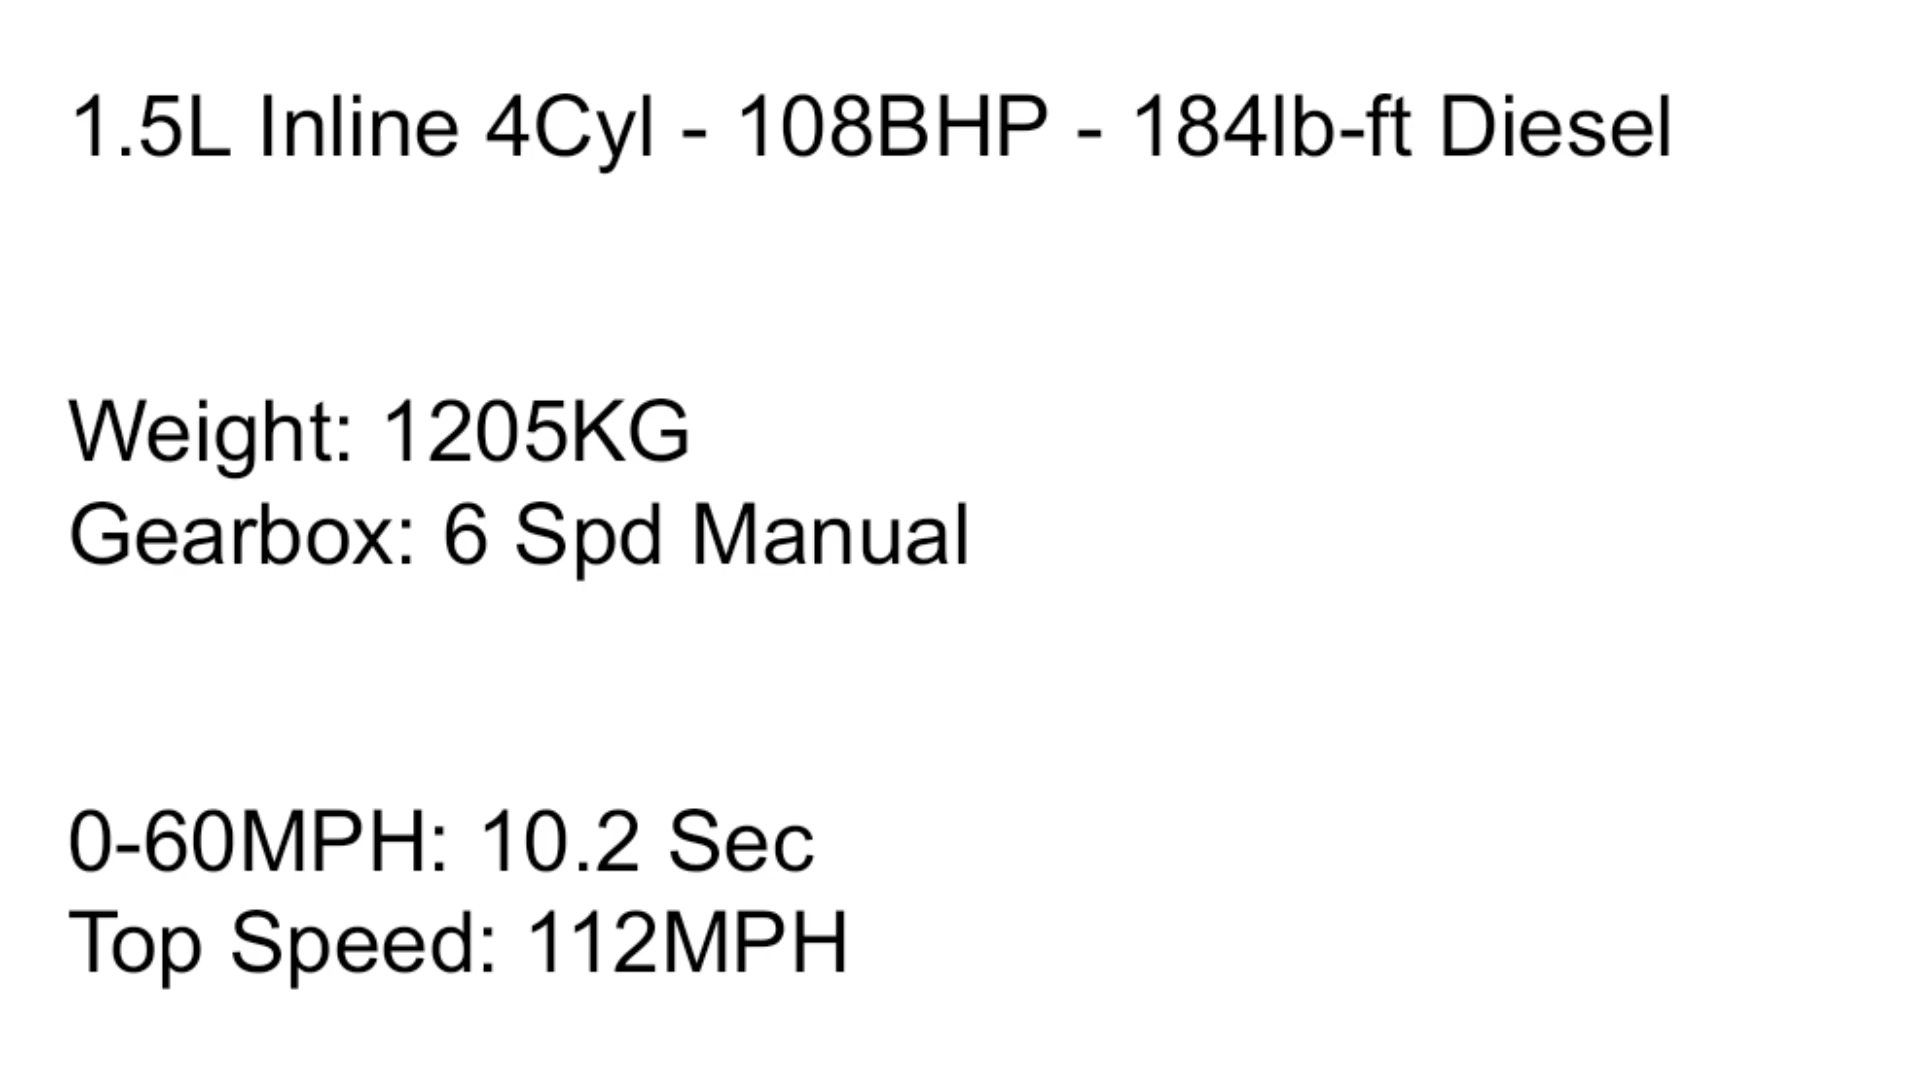 1.5L Inline 4Cyl - 108BHP - 184lb-ft Diesel
Weight: 1205KG
Gearbox: 6 Spd Manual
0-60MPH: 10.2 Sec
Top Speed: 112MPH